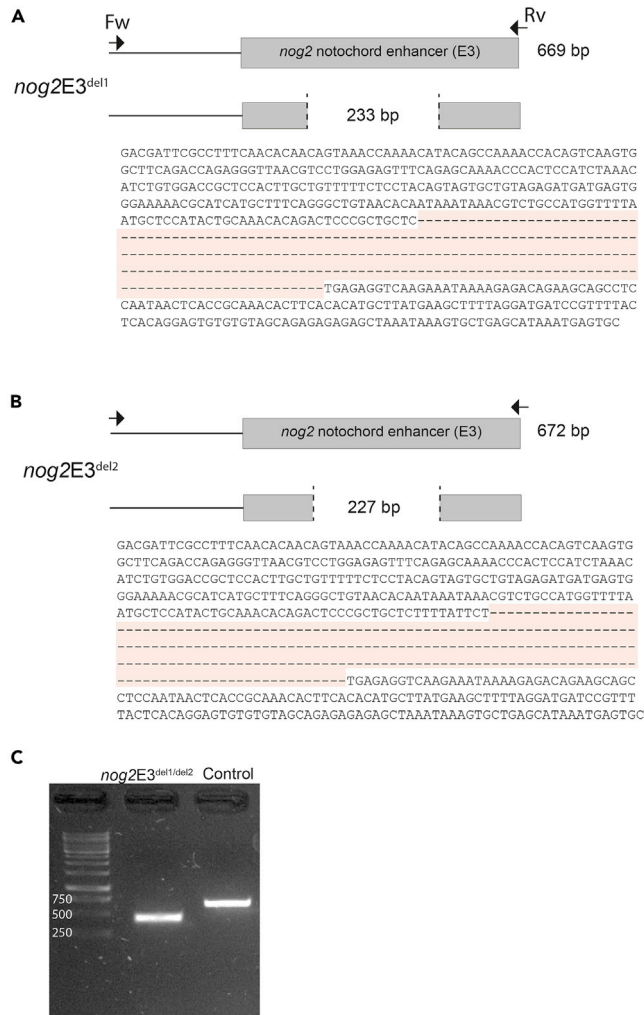 A
Fw
Rv
nog2 notochord enhancer (E3)
669 bp
nog2E3del1
233 bp
GACGATTCGCCTTTCAACACAACAGTAAACCAAAACATACAGCCAAAACCACAGTCAAGTG
GCTTCAGACCAGAGGGTTAACGTCCTGGAGAGTTTCAGAGCAAAACCCACTCCATCTAAAC
ATCTGTGGACCGCTCCACTTGCTGTTTTTCTCCTACAGTAGTGCTGTAGAGATGATGAGTG
GGAAAAACGCATCATGCTTTCAGGGCTGTAACACAATAAATAAACGTCTGCCATGGTTTTA
ATGCTCCATACTGCAAACACAGACTCCCGCTGCTC--------------------------
-------------------------------------------------------------
-------------------------------------------------------------
-------------------------------------------------------------
------------------------TGAGAGGTCAAGAAATAAAAGAGACAGAAGCAGCCTC
CAATAACTCACCGCAAACACTTCACACATGCTTATGAAGCTTTTAGGATGATCCGTTTTAC
TCACAGGAGTGTGTGTAGCAGAGAGAGAGCTAAATAAAGTGCTGAGCATAAATGAGTGC
B
nog2 notochord enhancer (E3)
672 bp
nog2E3del2
227 bp
GACGATTCGCCTTTCAACACAACAGTAAACCAAAACATACAGCCAAAACCACAGTCAAGTG
GCTTCAGACCAGAGGGTTAACGTCCTGGAGAGTTTCAGAGCAAAACCCACTCCATCTAAAC
ATCTGTGGACCGCTCCACTTGCTGTTTTTCTCCTACAGTAGTGCTGTAGAGATGATGAGTG
GGAAAAACGCATCATGCTTTCAGGGCTGTAACACAATAAATAAACGTCTGCCATGGTTTTA
ATGCTCCATACTGCAAACACAGACTCCCGCTGCTCTTTTATTCT-----------------
-------------------------------------------------------------
-------------------------------------------------------------
-------------------------------------------------------------
---------------------------TGAGAGGTCAAGAAATAAAAGAGACAGAAGCAGC
CTCCAATAACTCACCGCAAACACTTCACACATGCTTATGAAGCTTTTAGGATGATCCGTTT
TACTCACAGGAGTGTGTGTAGCAGAGAGAGAGCTAAATAAAGTGCTGAGCATAAATGAGTGC
C
nog2E3del1/del2
Control
750
500
250